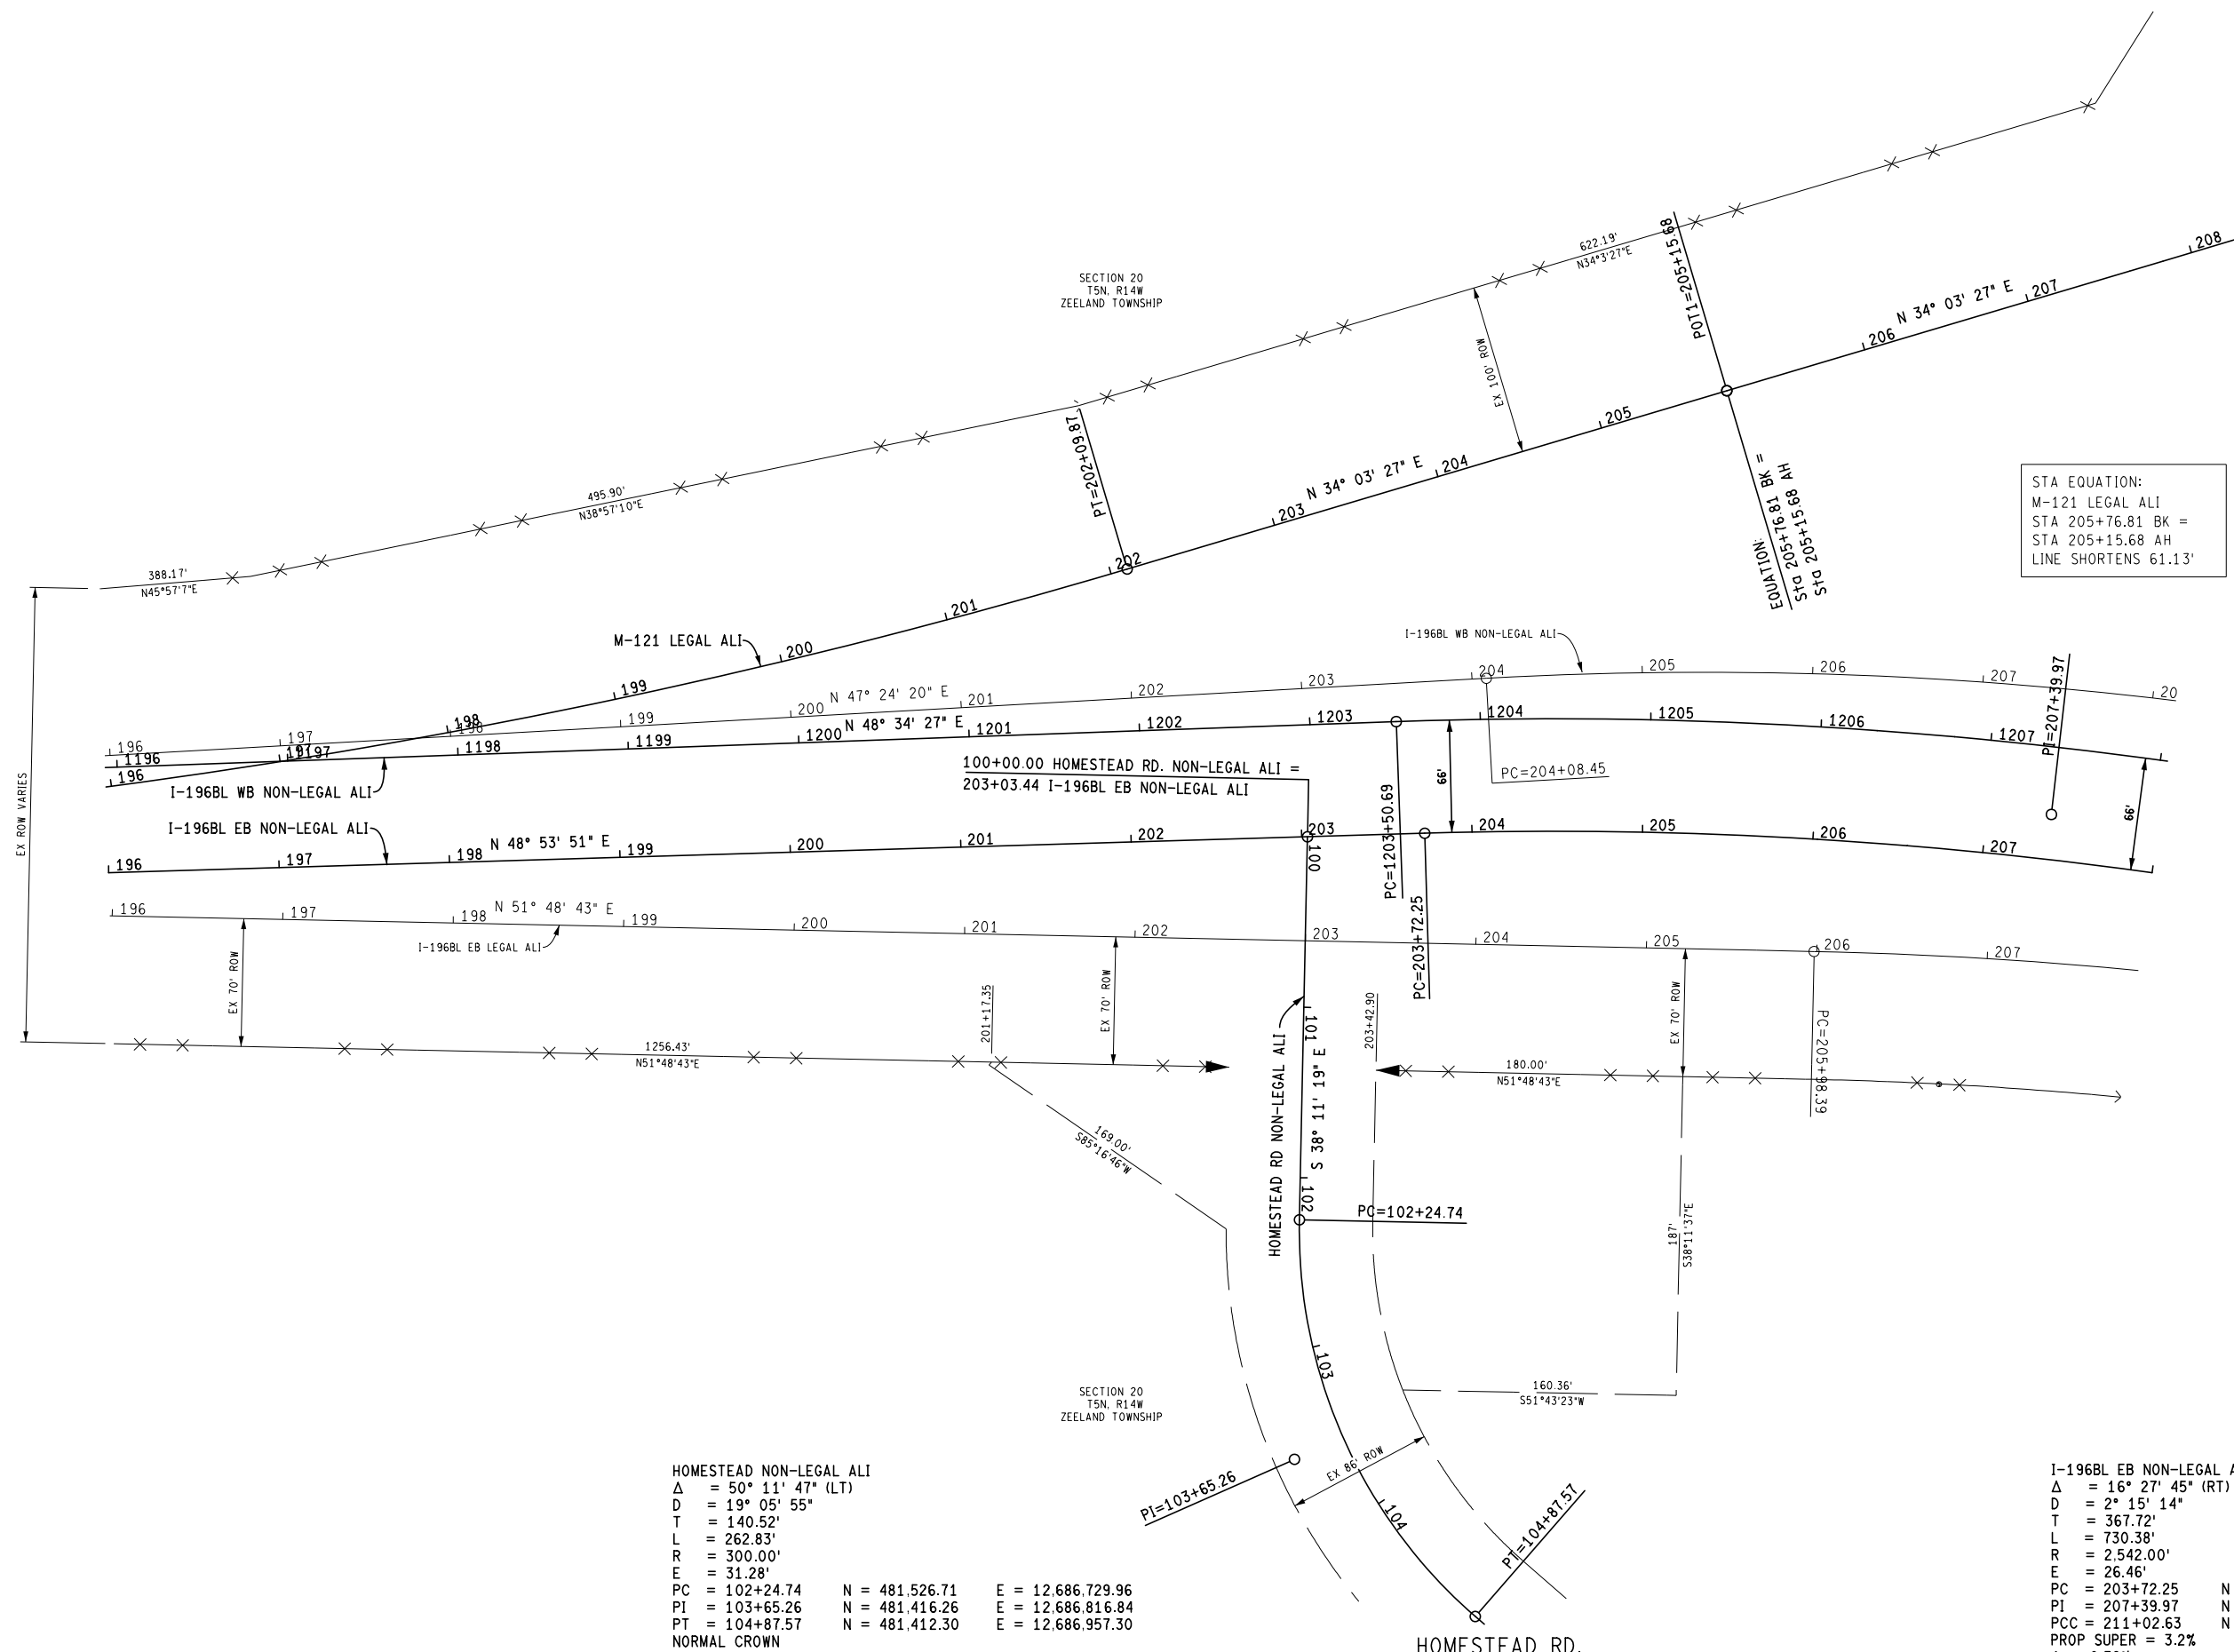 SECTION 20
T5N, R14W
ZEELAND TOWNSHIP
622.19'
N34°3'27"E
POT1=205+15.68
208
207
N 34° 03' 27" E
206
EX 100' ROW
205
204
N 34° 03' 27" E
203
202
PT=202+09.87
495.90'
N38°57'10"E
388.17'
N45°57'7"E
EQUATION:
Sta 205+76.81 BK =
Sta 205+15.68 AH
STA EQUATION:
M-121 LEGAL ALI
STA 205+76.81 BK =
STA 205+15.68 AH
LINE SHORTENS 61.13'
M-121 LEGAL ALI
196
197
198
199
200
201
I-196BL WB NON-LEGAL ALI
196
197
198
199
200
N 47° 24' 20" E
201
202
203
204
205
206
207
20
PC=204+08.45
PI=207+39.97
1196
1197
1198
1199
1200
N 48° 34' 27" E
1201
1202
1203
1204
1205
1206
1207
I-196BL WB NON-LEGAL ALI
100+00.00 HOMESTEAD RD. NON-LEGAL ALI =
203+03.44 I-196BL EB NON-LEGAL ALI
66'
66'
PC=1203+50.69
PC=203+72.25
EX ROW VARIES
I-196BL EB NON-LEGAL ALI
196
197
198
N 48° 53' 51" E
199
200
201
202
203
204
205
206
207
196
197
198
N 51° 48' 43" E
199
200
201
202
203
204
205
206
207
I-196BL EB LEGAL ALI
EX 70' ROW
EX 70' ROW
EX 70' ROW
201+17.35
203+42.90
PC=205+98.39
1256.43'
N51°48'43"E
180.00'
N51°48'43"E
169.00'
S85°16'46"W
100
101
102
103
104
S 38° 11' 19" E
HOMESTEAD RD NON-LEGAL ALI
PC=102+24.74
187'
S38°11'37"E
160.36'
S51°43'23"W
SECTION 20
T5N, R14W
ZEELAND TOWNSHIP
EX 86' ROW
PI=103+65.26
PT=104+87.57
HOMESTEAD RD.
HOMESTEAD NON-LEGAL ALI
Δ = 50° 11' 47" (LT)
D = 19° 05' 55"
T = 140.52'
L = 262.83'
R = 300.00'
E = 31.28'
PC = 102+24.74 N = 481,526.71 E = 12,686,729.96
PI = 103+65.26 N = 481,416.26 E = 12,686,816.84
PT = 104+87.57 N = 481,412.30 E = 12,686,957.30
NORMAL CROWN
I-196BL EB NON-LEGAL A
Δ = 16° 27' 45" (RT)
D = 2° 15' 14"
T = 367.72'
L = 730.38'
R = 2,542.00'
E = 26.46'
PC = 203+72.25 N
PI = 207+39.97 N
PCC = 211+02.63 N
PROP SUPER = 3.2%